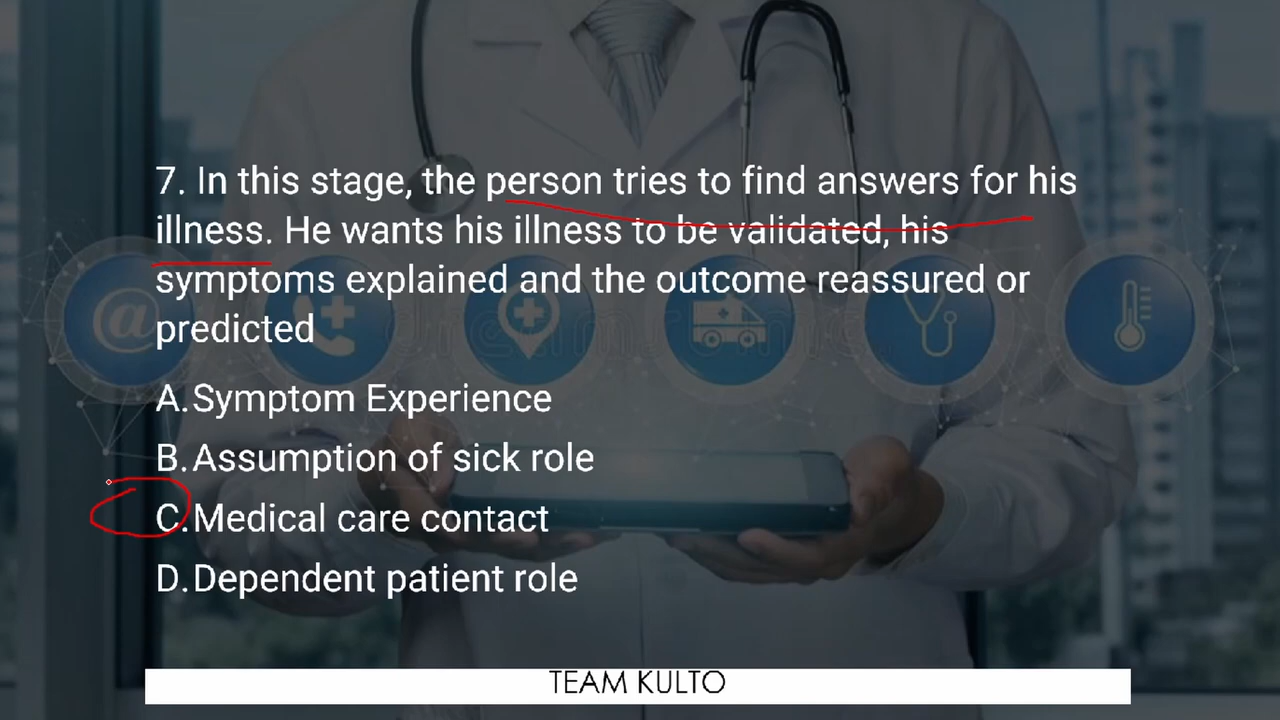 7. In this stage, the person tries to find answers for his
illness. He wants his illness to be validated, his
symptoms explained and the outcome reassured or
predicted
A. Symptom Experience
B. Assumption of sick role
C. Medical care contact
D. Dependent patient role
TEAM KULTO